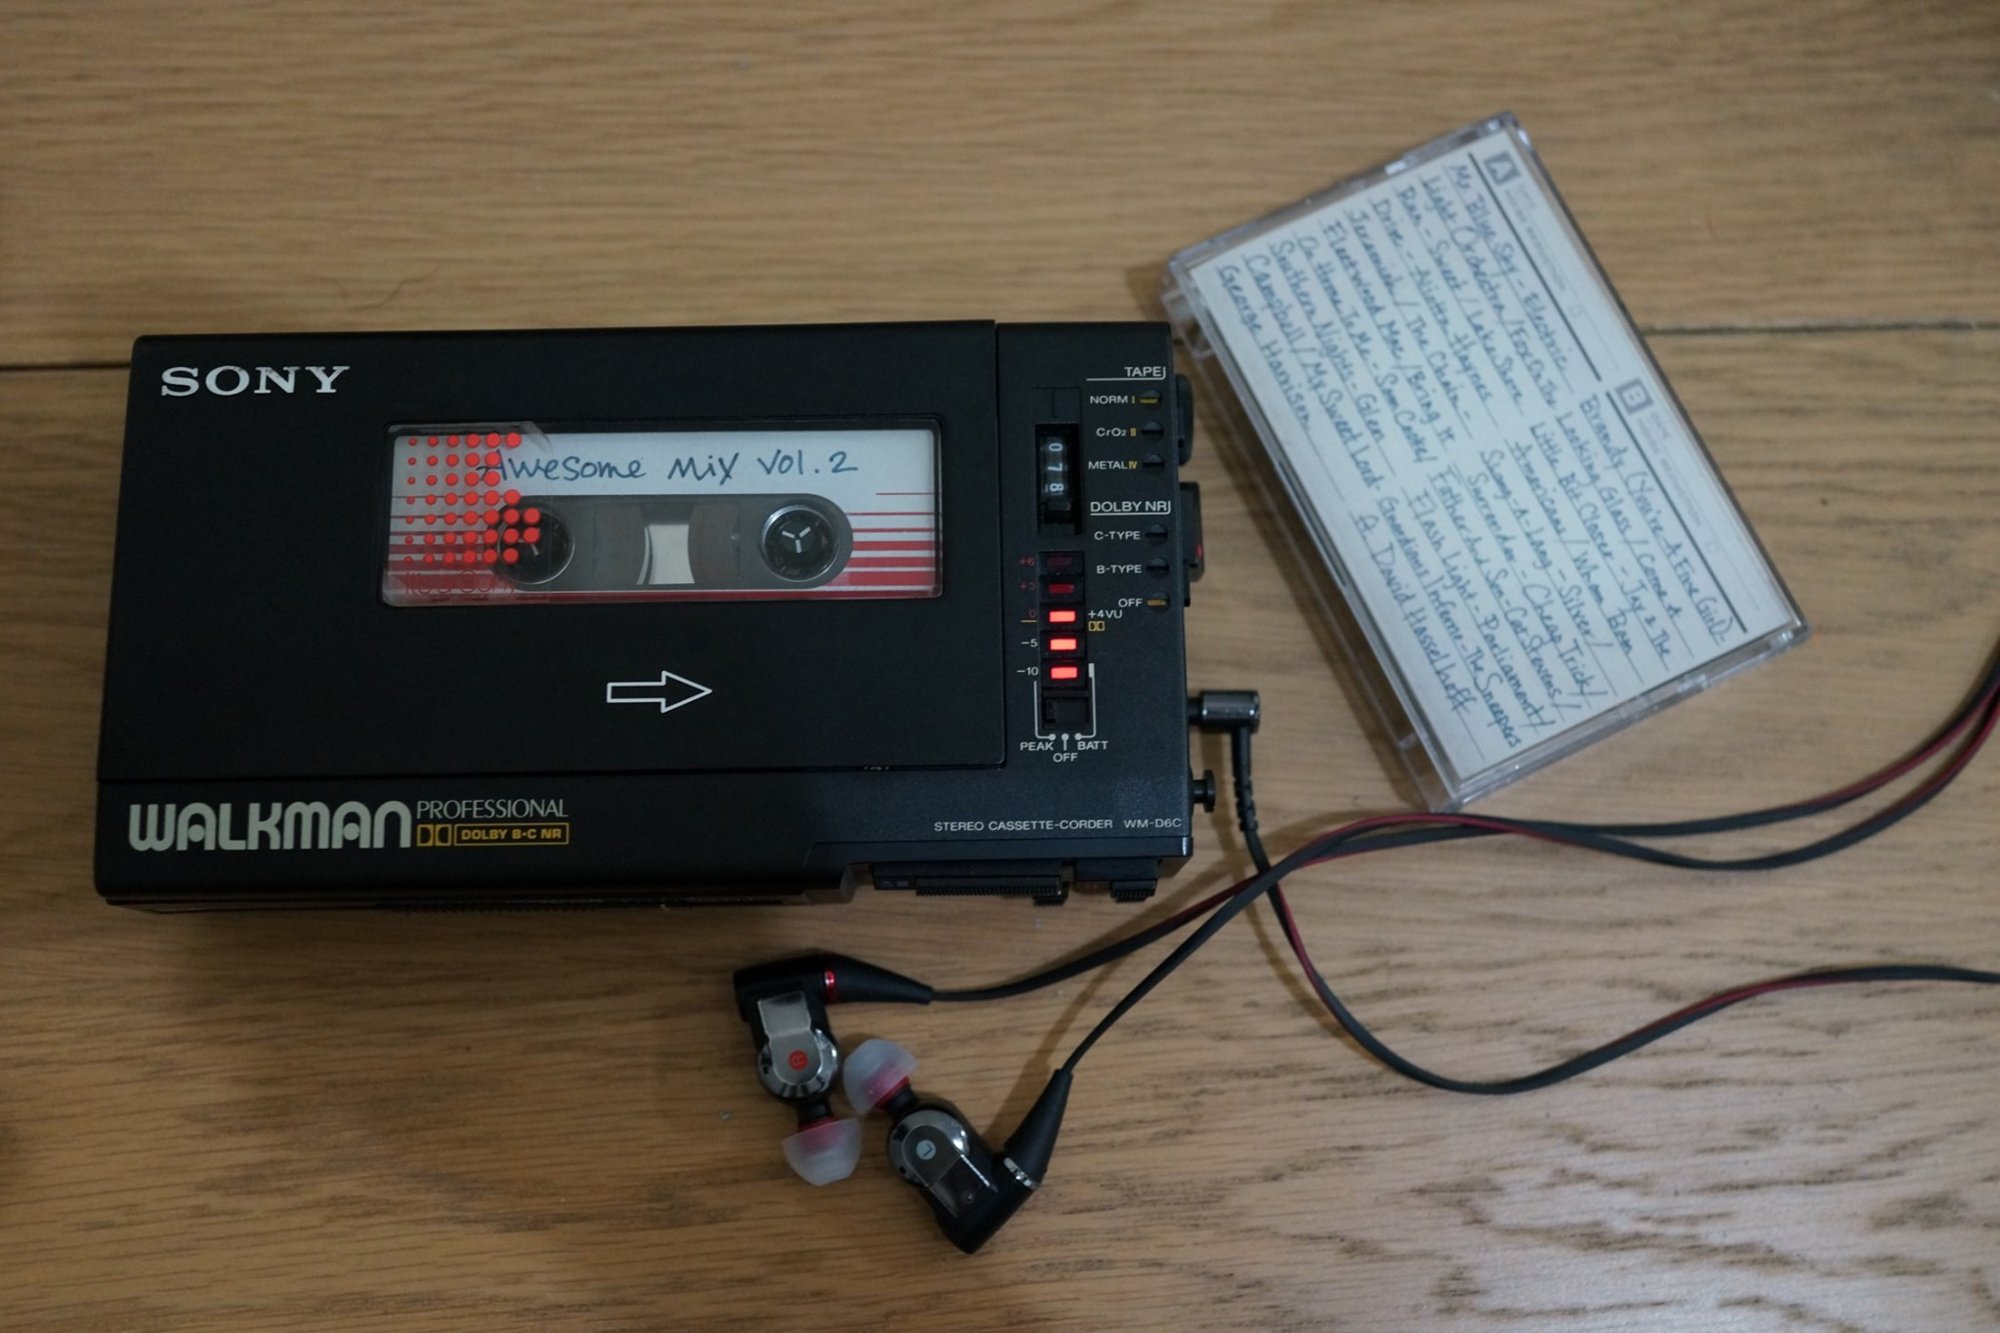 SONY
Awesome Mix Vol. 2
TAPE
NORM I
CrO2 II
METAL IV
078
DOLBY NR
C-TYPE
B-TYPE
OFF
+6
+3
0
+4VU
-5
-10
PEAK
BATT
OFF
WALKMAN PROFESSIONAL
DOLBY B·C NR
STEREO CASSETTE-CORDER WM-D6C
A
Mr. Blue Sky - Electric
Light Orchestra / Fox On The
Run - Sweet / Lake Shore
Drive - Aliotta Haynes
Jeremiah / The Chain -
Fleetwood Mac / Bring It
On Home To Me - Sam Cooke /
Southern Nights - Glen
Campbell / My Sweet Lord -
George Harrison
B
Brandy (You're A Fine Girl) -
Looking Glass / Come A
Little Bit Closer - Jay & The
Americans / Wham Bam
Shang-A-Lang - Silver /
Surrender - Cheap Trick /
Father And Son - Cat Stevens /
Flash Light - Parliament /
Guardians Inferno - The Sneepers
& David Hasselhoff
R
L